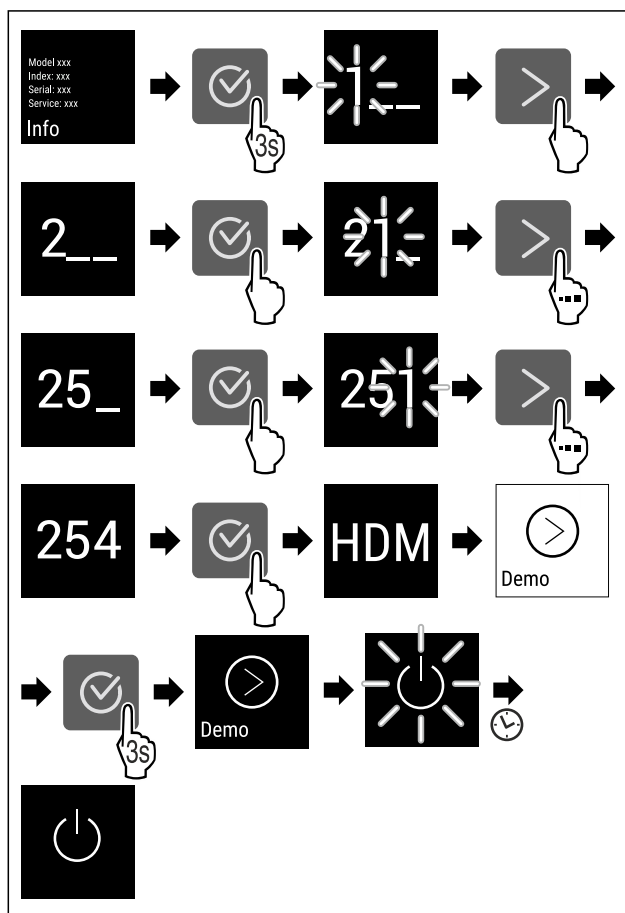 Model xxx
Index: xxx
Serial: xxx
Service: xxx
Info
3s
1__
2__
21_
25_
251
254
HDM
Demo
3s
Demo